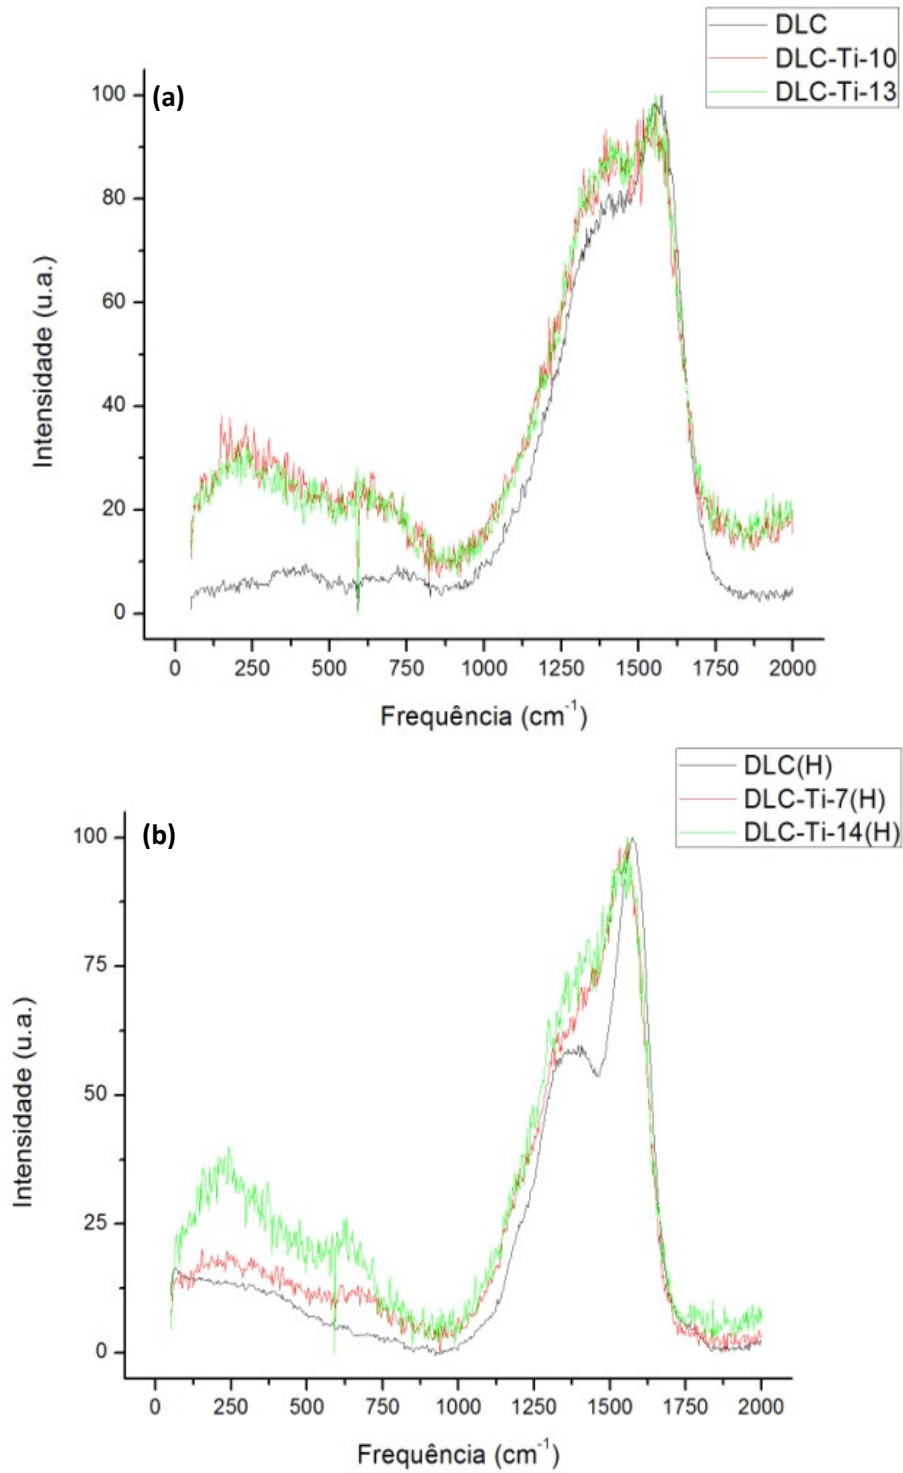 DLC
DLC-Ti-10
DLC-Ti-13
(a)
100
80
60
40
20
0
Intensidade (u.a.)
0 250 500 750 1000 1250 1500 1750 2000
Frequência (cm⁻¹)
DLC(H)
DLC-Ti-7(H)
DLC-Ti-14(H)
(b)
100
75
50
25
0
Intensidade (u.a.)
0 250 500 750 1000 1250 1500 1750 2000
Frequência (cm⁻¹)